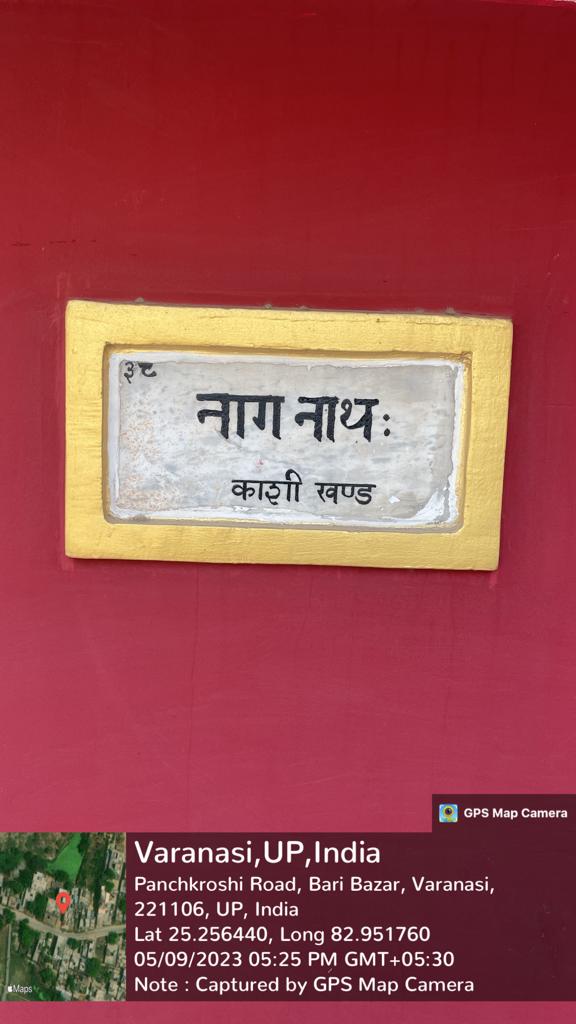 ३८
नाग नाथः
काशी खण्ड
GPS Map Camera
Varanasi,UP,India
Panchkroshi Road, Bari Bazar, Varanasi,
221106, UP, India
Lat 25.256440, Long 82.951760
05/09/2023 05:25 PM GMT+05:30
Note : Captured by GPS Map Camera
Maps